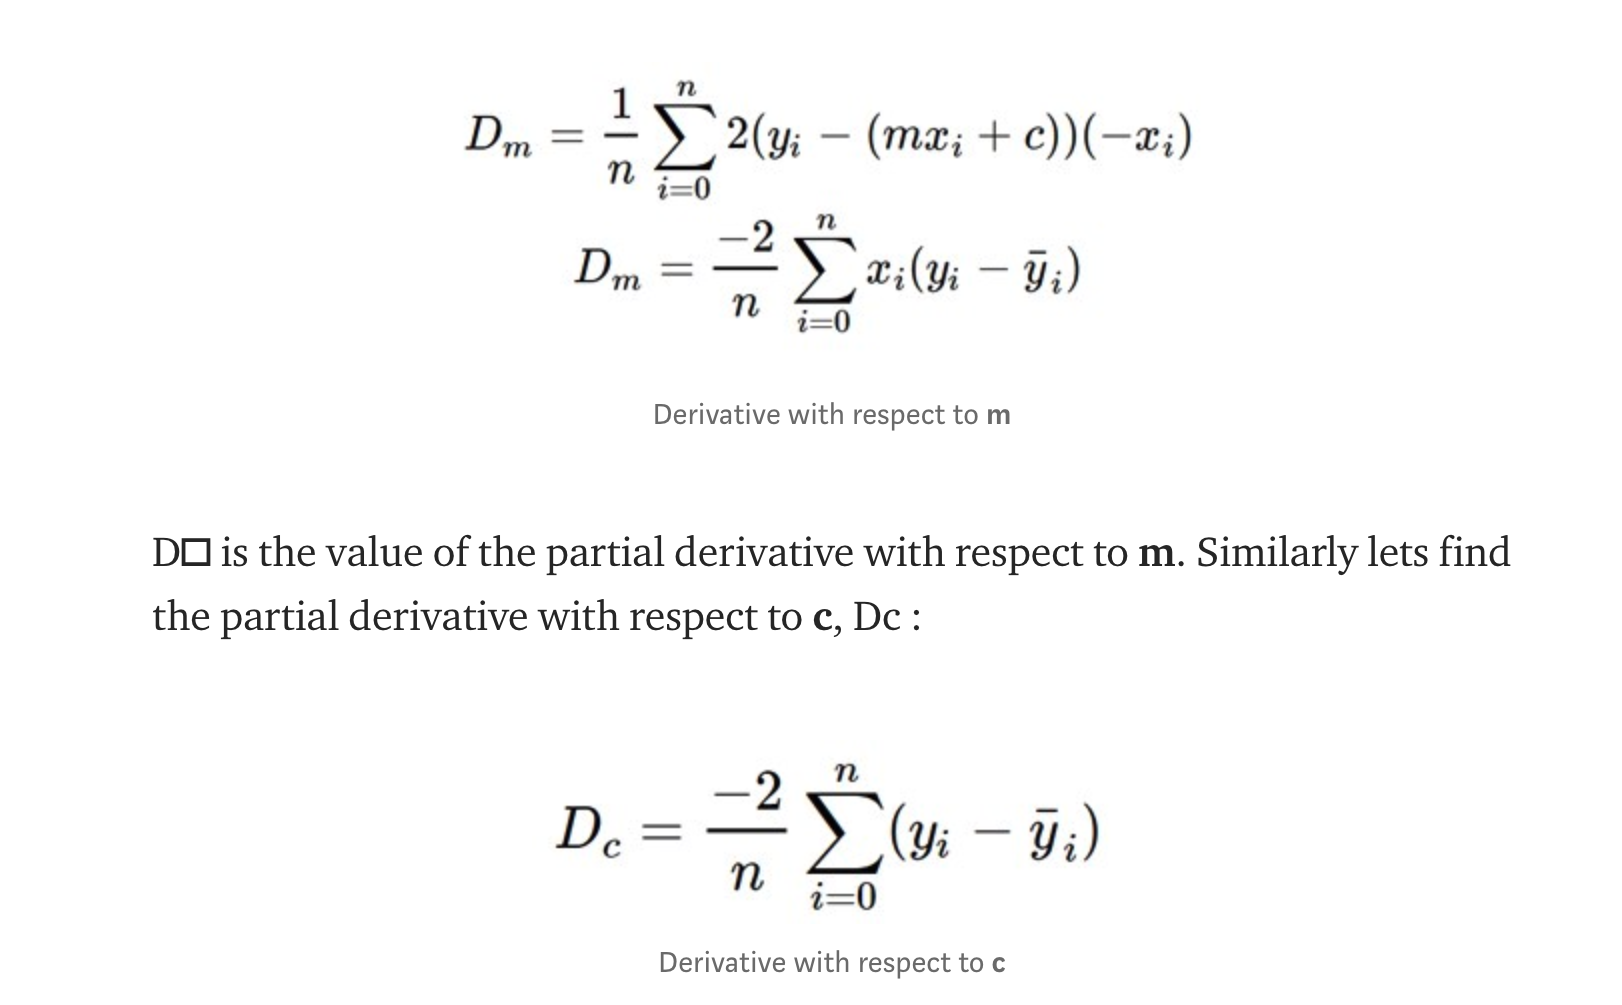 D_m = \frac{1}{n} \sum_{i=0}^{n} 2(y_i - (mx_i + c))(-x_i)
D_m = \frac{-2}{n} \sum_{i=0}^{n} x_i(y_i - \bar{y}_i)
Derivative with respect to m
D□ is the value of the partial derivative with respect to m. Similarly lets find
the partial derivative with respect to c, Dc :
D_c = \frac{-2}{n} \sum_{i=0}^{n} (y_i - \bar{y}_i)
Derivative with respect to c